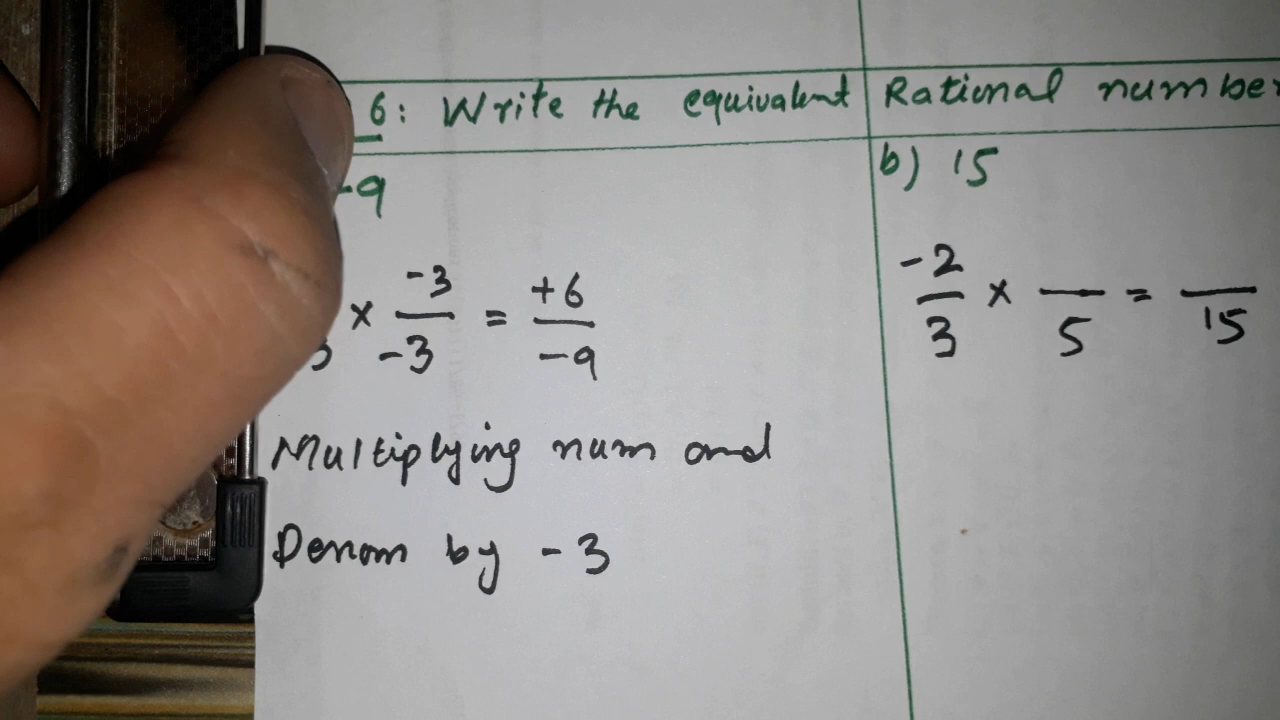 6: Write the equivalent Rational number
-9
b) 15
× -3/-3 = +6/-9
-2/3 × /5 = /15
Multiplying num and
Denom by -3